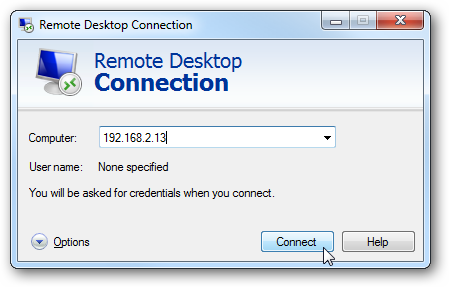 Remote Desktop Connection
Remote Desktop
Connection
Computer: 192.168.2.13
User name: None specified
You will be asked for credentials when you connect.
Options Connect Help